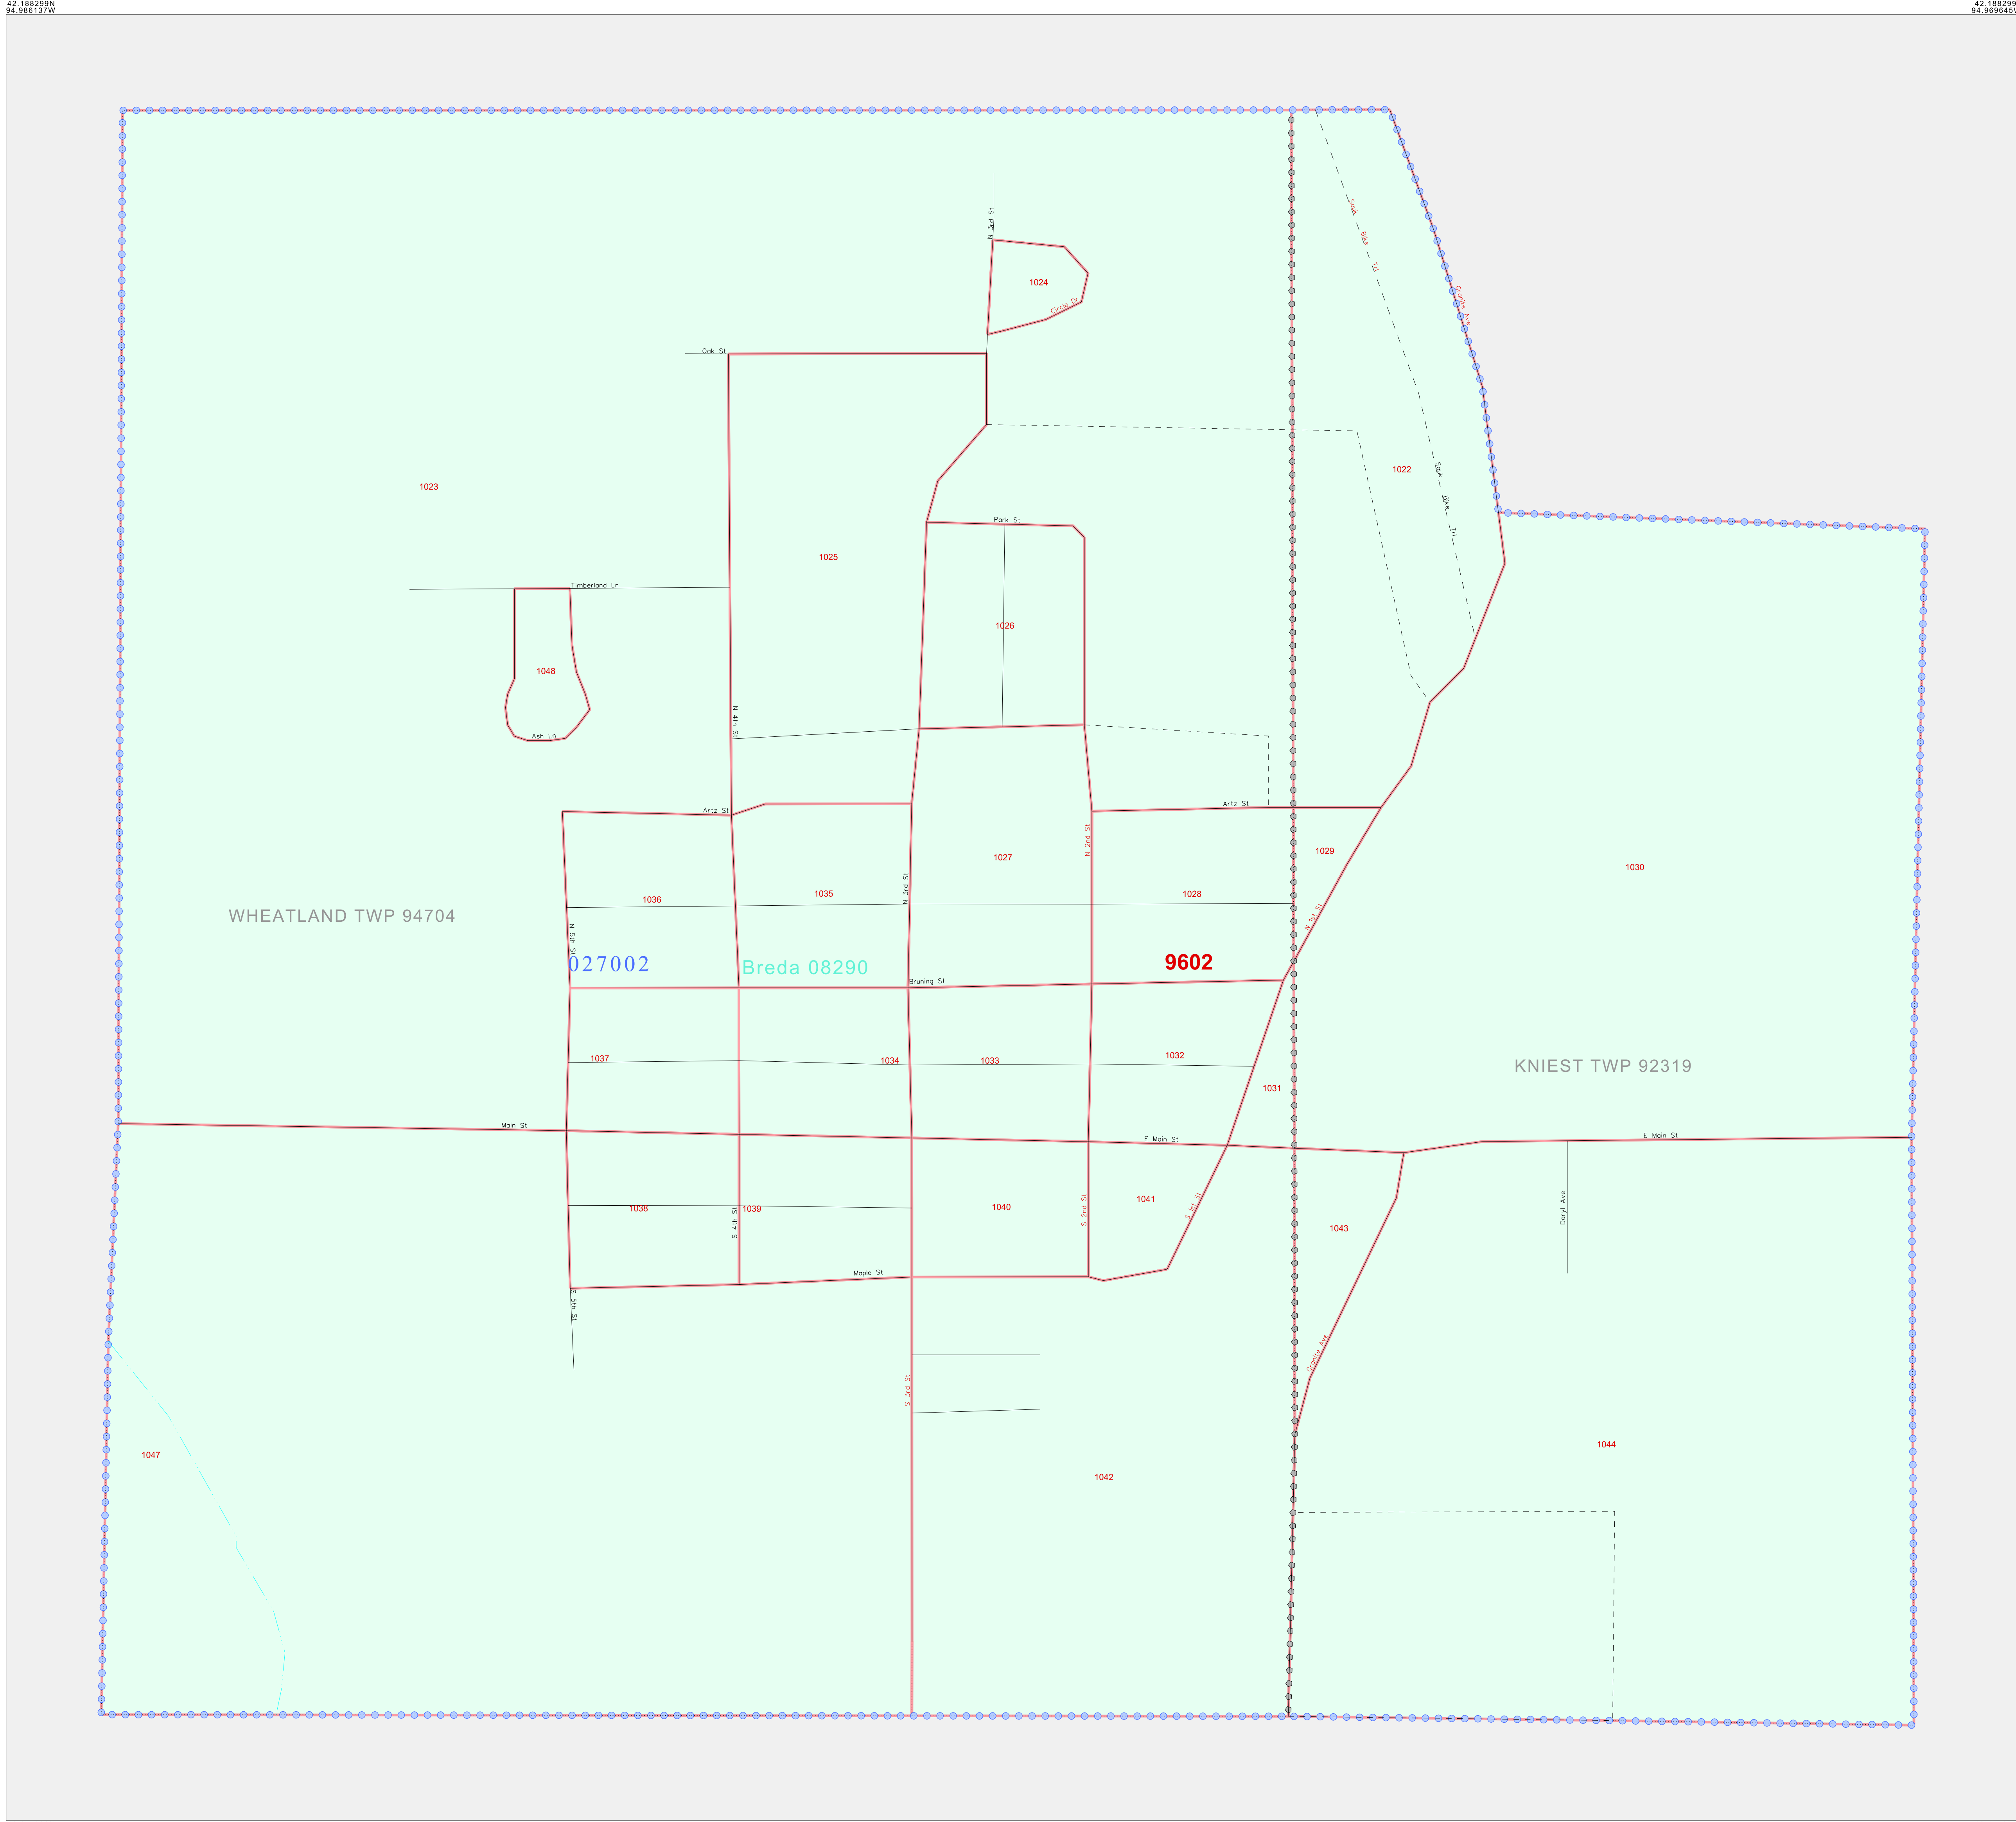 42.188299N
94.986137W
42.188299
94.969645W
N 3rd St
1024
Circle Dr
Sauk Bike Trl
Granite Ave
Oak St
1023
1022
Sauk Bike Trl
Park St
1025
Timberland Ln
1026
1048
N 4th St
Ash Ln
Artz St
Artz St
N 2nd St
1029
1027
1030
N 3rd St
1035
1028
1036
WHEATLAND TWP 94704
N 1st St
N 5th St
027002
Breda 08290
9602
Bruning St
1037
1034
1033
1032
KNIEST TWP 92319
1031
Main St
E Main St
E Main St
1041
S 1st St
Daryl Ave
1038
S 4th St
1039
1040
S 2nd St
1043
Maple St
S 5th St
Granite Ave
S 3rd St
1047
1044
1042